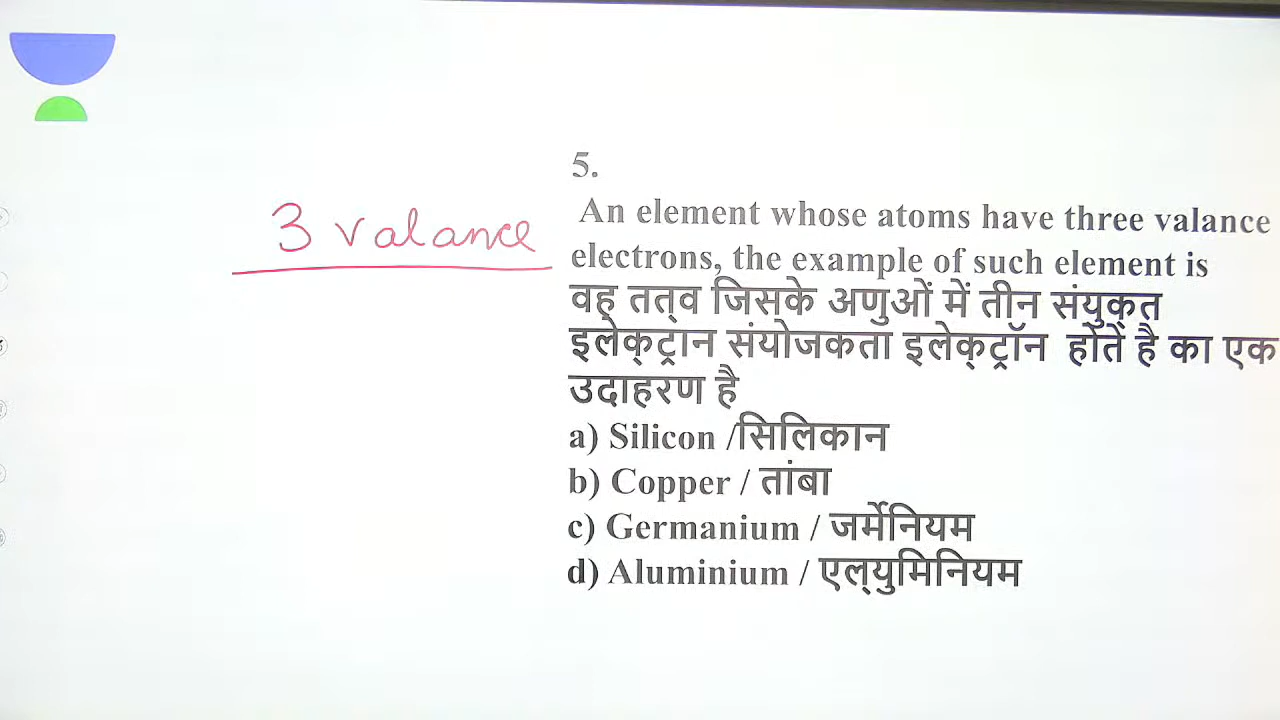 5.
3 valance
An element whose atoms have three valance
electrons, the example of such element is
वह तत्‌व जिसके अणुओं में तीन संयुक्‌त
इलेक्‌ट्रान संयोजकता इलेक्‌ट्रॉन होतें है का एक
उदाहरण है
a) Silicon /सिलिकान
b) Copper / तांबा
c) Germanium / जर्मेनियम
d) Aluminium / एल्‌युमिनियम